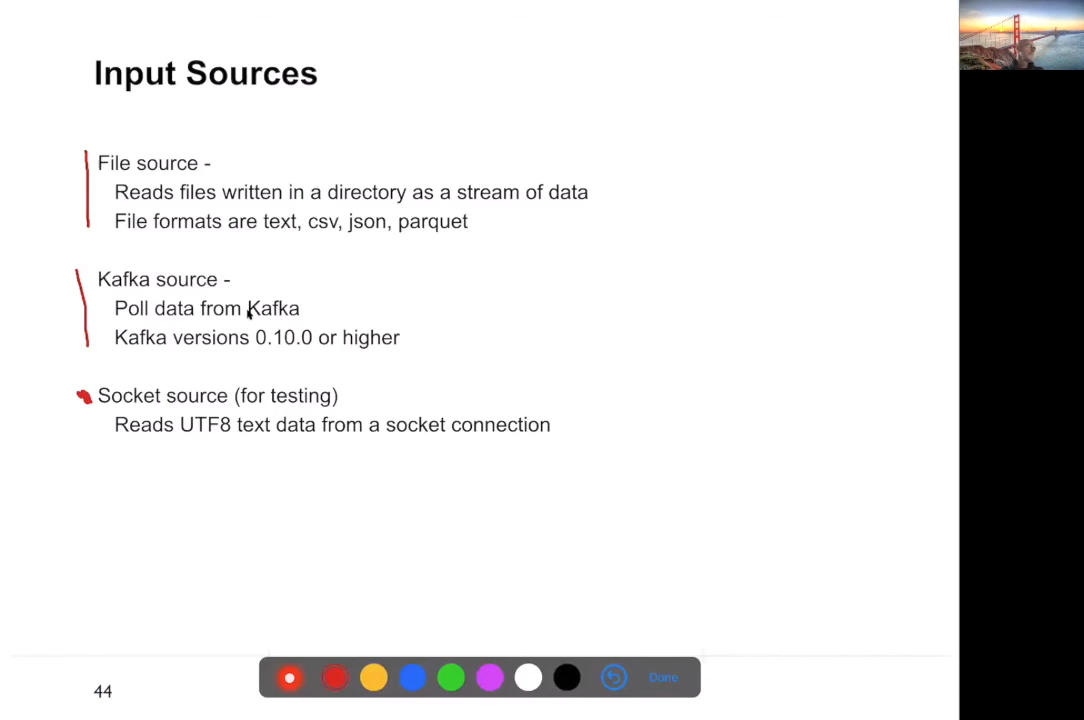 Input Sources
File source -
Reads files written in a directory as a stream of data
File formats are text, csv, json, parquet
Kafka source -
Poll data from Kafka
Kafka versions 0.10.0 or higher
Socket source (for testing)
Reads UTF8 text data from a socket connection
Done
44